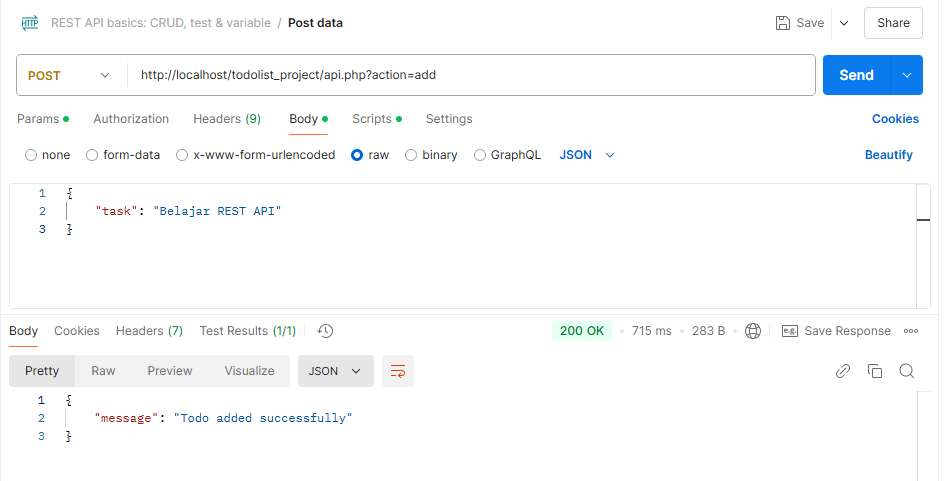 HTTP REST API basics: CRUD, test & variable / Post data Save Share
POST http://localhost/todolist_project/api.php?action=add Send
Params Authorization Headers (9) Body Scripts Settings Cookies
none form-data x-www-form-urlencoded raw binary GraphQL JSON Beautify
1 {
2 "task": "Belajar REST API"
3 }
Body Cookies Headers (7) Test Results (1/1) 200 OK 715 ms 283 B e.g. Save Response
Pretty Raw Preview Visualize JSON
1 {
2 "message": "Todo added successfully"
3 }